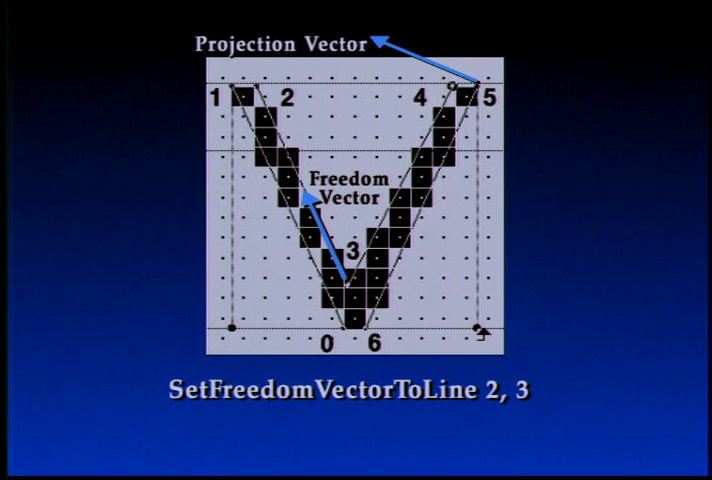 Projection Vector
1 2 4 5
Freedom
Vector
3
0 6
SetFreedomVectorToLine 2, 3